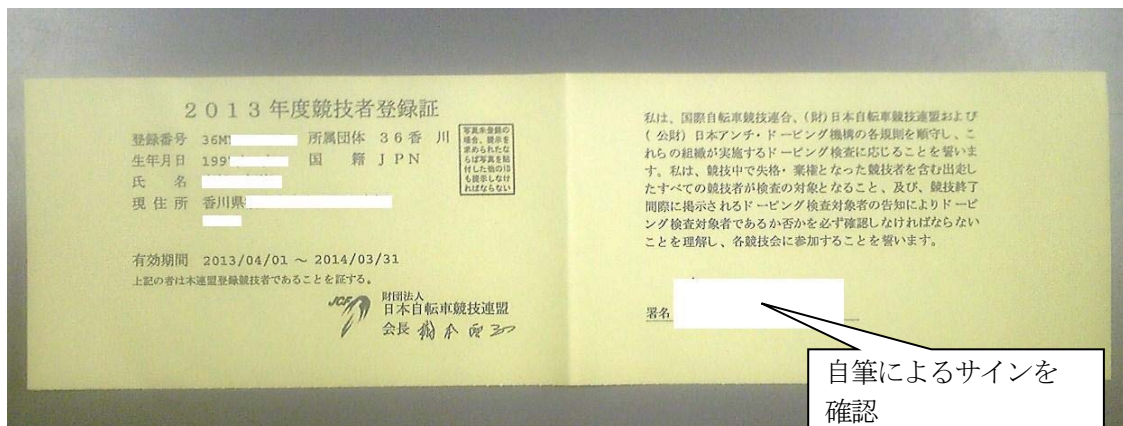 2013年度競技者登録証
登録番号 36M 所属団体 36香 川
生年月日 199 国 籍 JPN
氏 名
現住所 香川県
写真未登録の
場合、提示を
求められたな
らば写真を貼
付した他のID
も提示しなけ
ればならない
有効期間 2013/04/01 ~ 2014/03/31
上記の者は本連盟登録競技者であることを証する。
JCF
財団法人
日本自転車競技連盟
会長
私は、国際自転車競技連合、(財)日本自転車競技連盟および
(公財) 日本アンチ・ドーピング機構の各規則を順守し、こ
れらの組織が実施するドーピング検査に応じることを誓いま
す。私は、競技中で失格・棄権となった競技者を含む出走し
たすべての競技者が検査の対象となること、及び、競技終了
間際に掲示されるドーピング検査対象者の告知によりドーピ
ング検査対象者であるか否かを必ず確認しなければならない
ことを理解し、各競技会に参加することを誓います。
署名
自筆によるサインを
確認